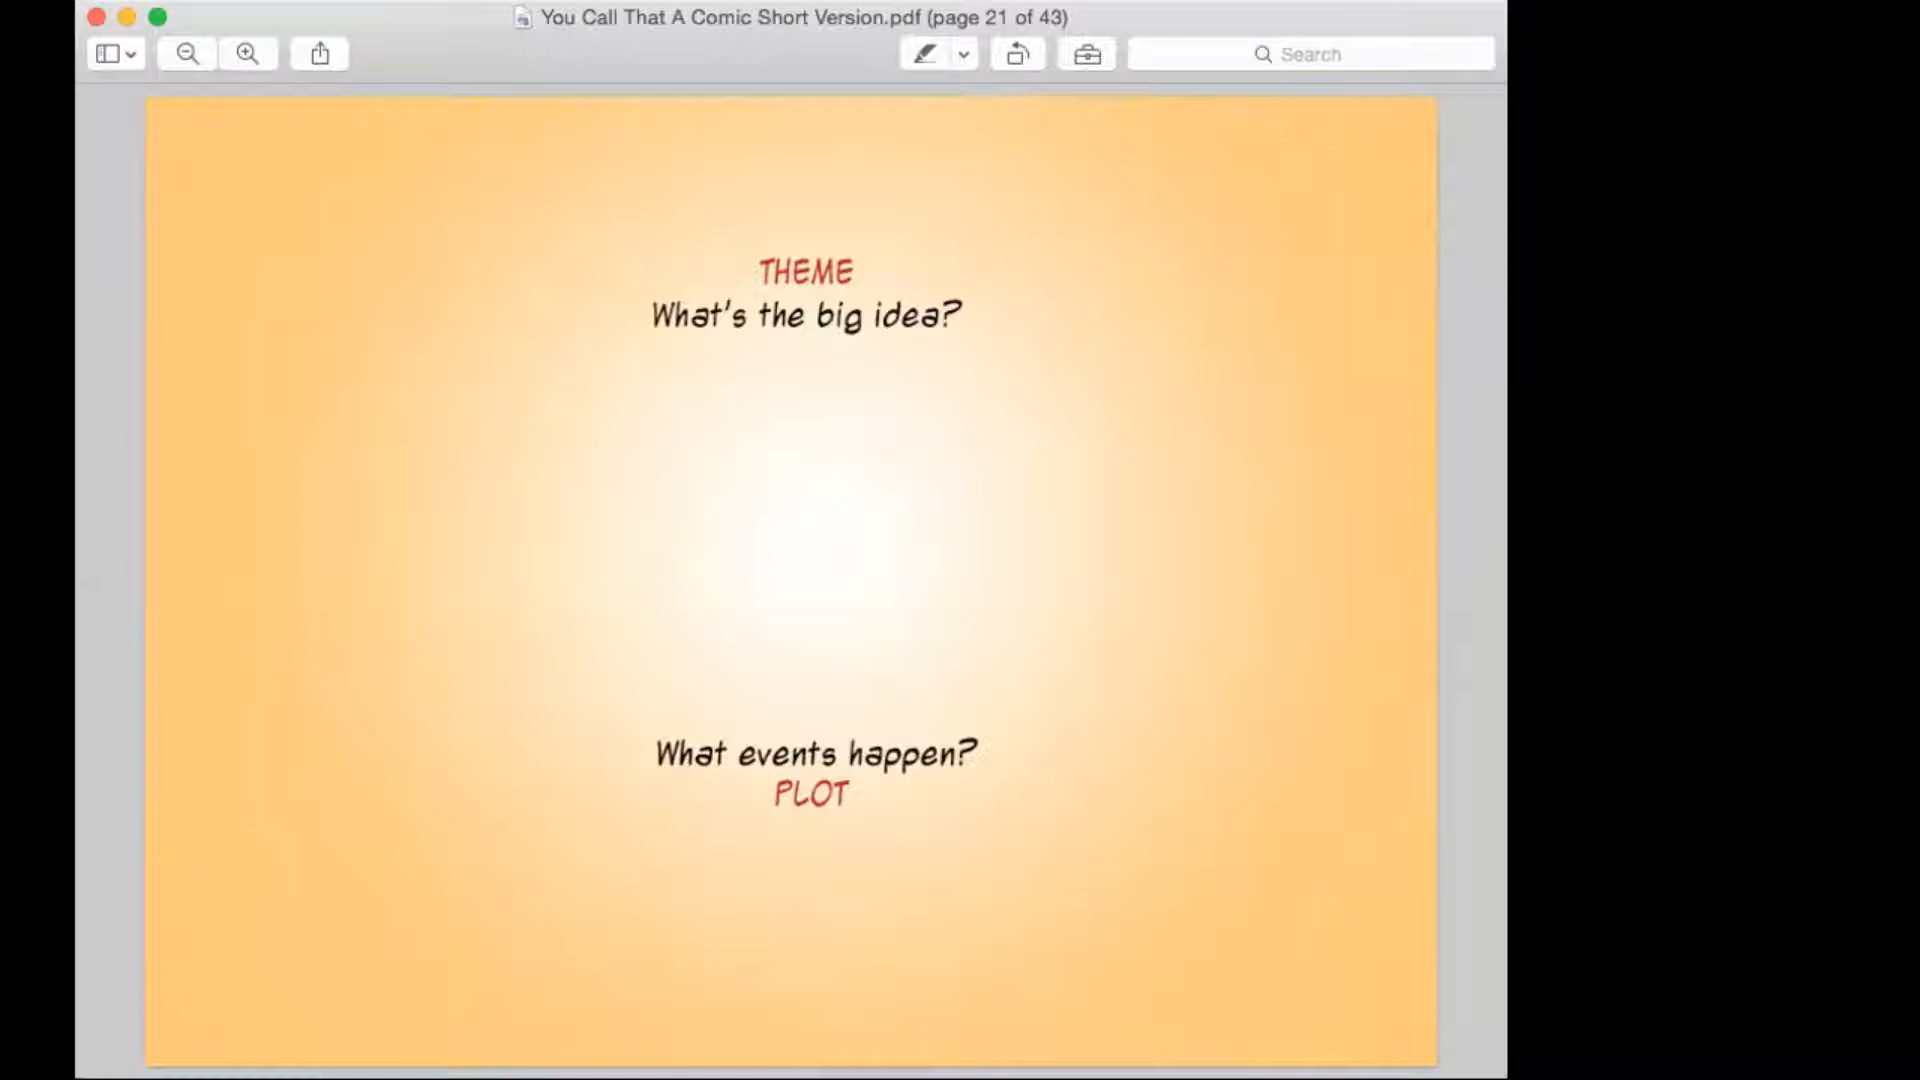 You Call That A Comic Short Version.pdf (page 21 of 43)
Search
THEME
What's the big idea?
What events happen?
PLOT